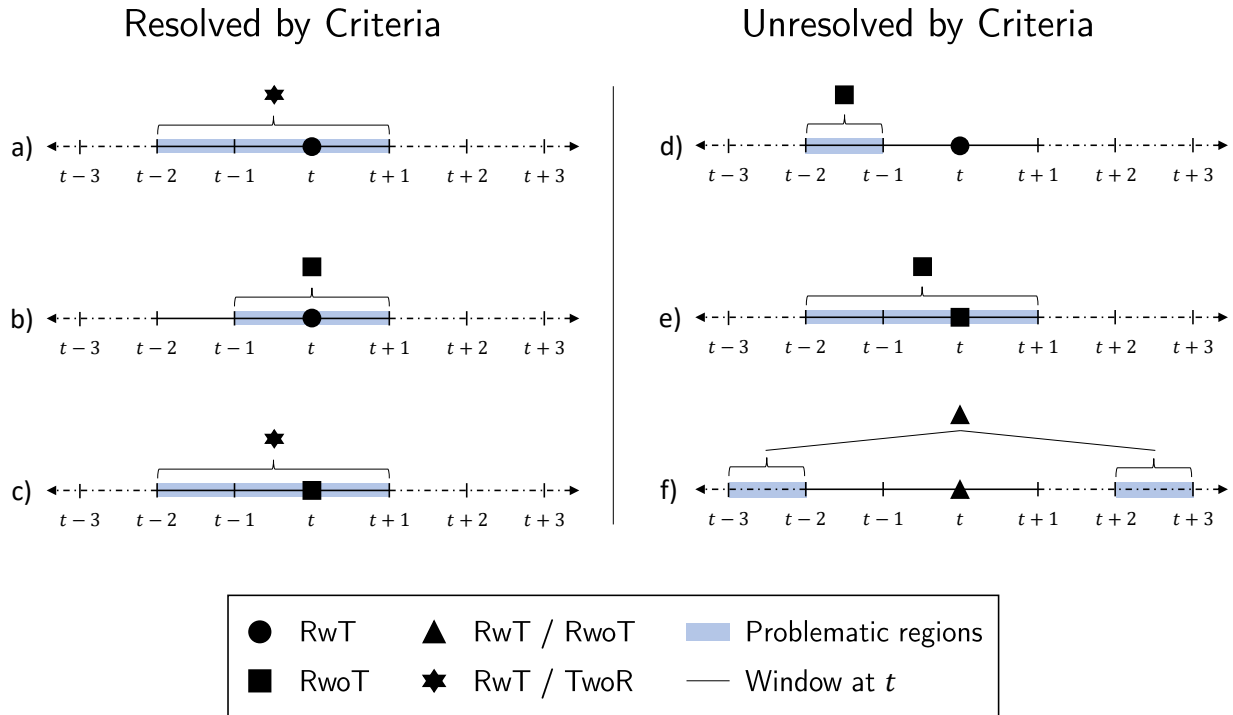 Resolved by Criteria
Unresolved by Criteria
a)
t − 3 t − 2 t − 1 t t + 1 t + 2 t + 3
b)
t − 3 t − 2 t − 1 t t + 1 t + 2 t + 3
c)
t − 3 t − 2 t − 1 t t + 1 t + 2 t + 3
d)
t − 3 t − 2 t − 1 t t + 1 t + 2 t + 3
e)
t − 3 t − 2 t − 1 t t + 1 t + 2 t + 3
f)
t − 3 t − 2 t − 1 t t + 1 t + 2 t + 3
RwT
RwT / RwoT
Problematic regions
RwoT
RwT / TwoR
Window at t